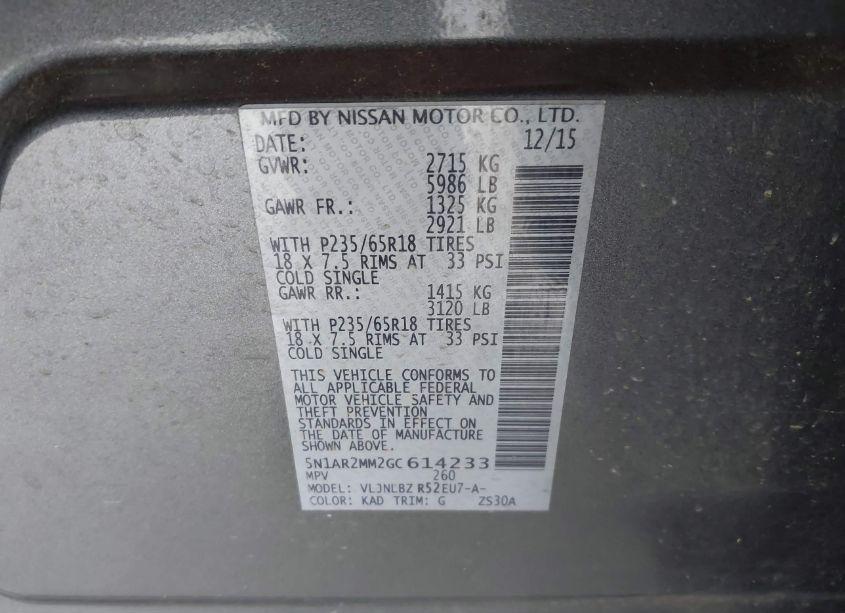 MFD BY NISSAN MOTOR CO., LTD.
DATE: 12/15
GVWR: 2715 KG
5986 LB
GAWR FR.: 1325 KG
2921 LB
WITH P235/65R18 TIRES
18 X 7.5 RIMS AT 33 PSI
COLD SINGLE
GAWR RR.: 1415 KG
3120 LB
WITH P235/65R18 TIRES
18 X 7.5 RIMS AT 33 PSI
COLD SINGLE
THIS VEHICLE CONFORMS TO
ALL APPLICABLE FEDERAL
MOTOR VEHICLE SAFETY AND
THEFT PREVENTION
STANDARDS IN EFFECT ON
THE DATE OF MANUFACTURE
SHOWN ABOVE.
5N1AR2MM2GC614233
MPV 260
MODEL: VLJNLBZ R52EU7-A-
COLOR: KAD TRIM: G ZS30A